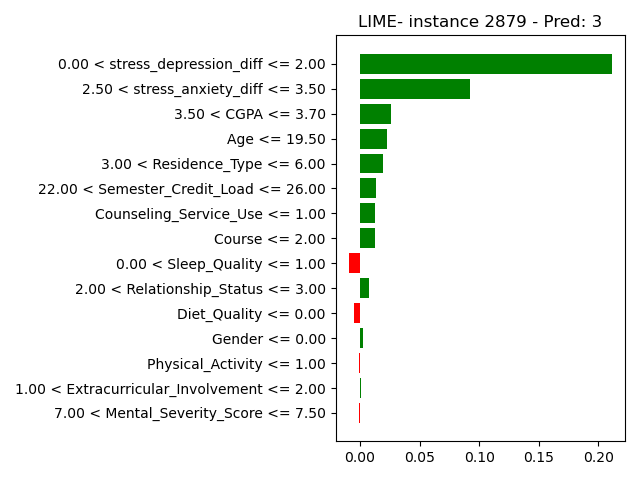 LIME- instance 2879 - Pred: 3
0.00 < stress_depression_diff <= 2.00
2.50 < stress_anxiety_diff <= 3.50
3.50 < CGPA <= 3.70
Age <= 19.50
3.00 < Residence_Type <= 6.00
22.00 < Semester_Credit_Load <= 26.00
Counseling_Service_Use <= 1.00
Course <= 2.00
0.00 < Sleep_Quality <= 1.00
2.00 < Relationship_Status <= 3.00
Diet_Quality <= 0.00
Gender <= 0.00
Physical_Activity <= 1.00
1.00 < Extracurricular_Involvement <= 2.00
7.00 < Mental_Severity_Score <= 7.50
0.00 0.05 0.10 0.15 0.20